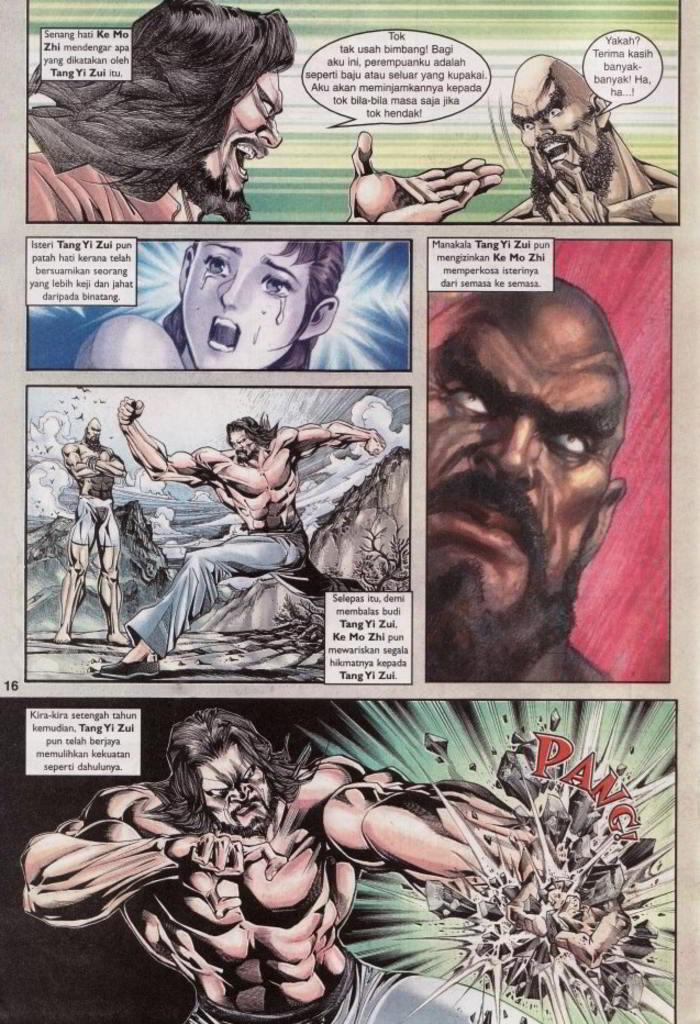 Senang hati Ke Mo
Zhi mendengar apa
yang dikatakan oleh
Tang Yi Zui itu.
Tok
tak usah bimbang! Bagi
aku ini, perempuanku adalah
seperti baju atau seluar yang kupakai.
Aku akan meminjamkannya kepada
tok bila-bila masa saja jika
tok hendak!
Yakah?
Terima kasih
banyak-
banyak! Ha,
ha...!
Isteri Tang Yi Zui pun
patah hati kerana telah
bersuamikan seorang
yang lebih keji dan jahat
daripada binatang.
Manakala Tang Yi Zui pun
mengizinkan Ke Mo Zhi
memperkosa isterinya
dari semasa ke semasa.
Selepas itu, demi
membalas budi
Tang Yi Zui,
Ke Mo Zhi pun
mewariskan segala
hikmatnya kepada
Tang Yi Zui.
16
Kira-kira setengah tahun
kemudian, Tang Yi Zui
pun telah berjaya
memulihkan kekuatan
seperti dahulunya.
PANG!